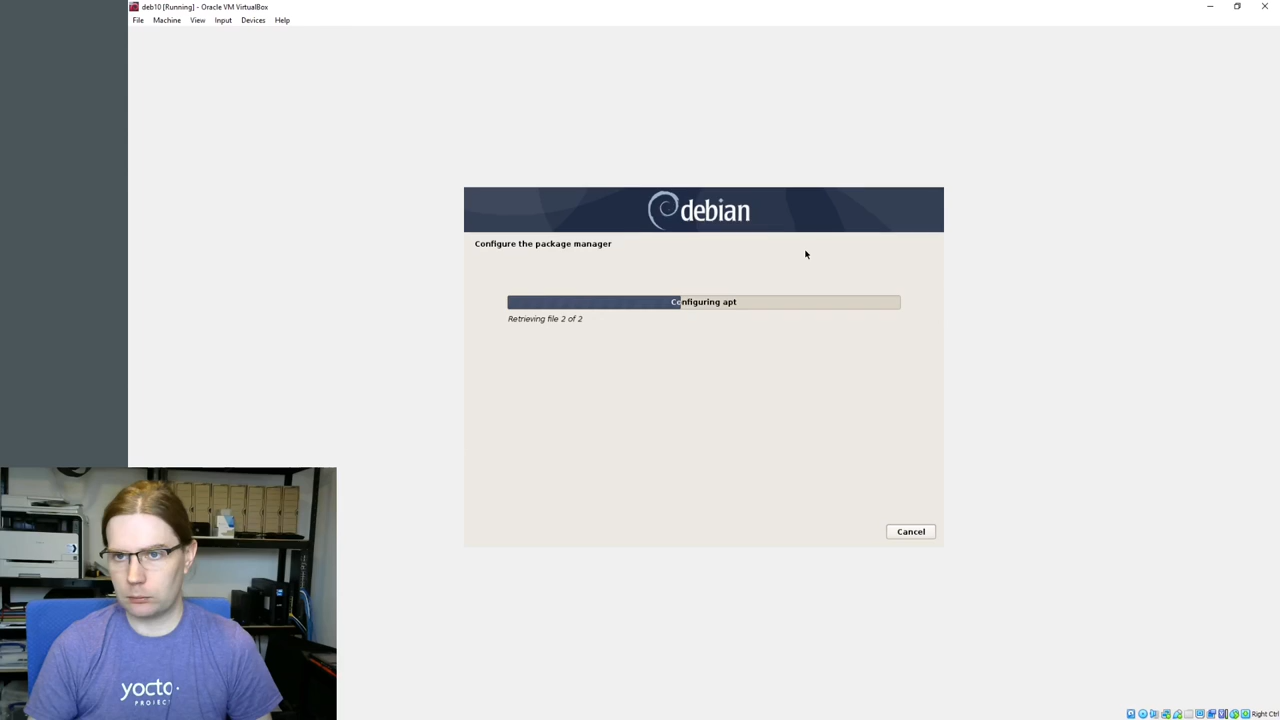 deb10 [Running] - Oracle VM VirtualBox
File Machine View Input Devices Help
debian
Configure the package manager
Configuring apt
Retrieving file 2 of 2
Cancel
yocto
PROJECT
Right Ctrl